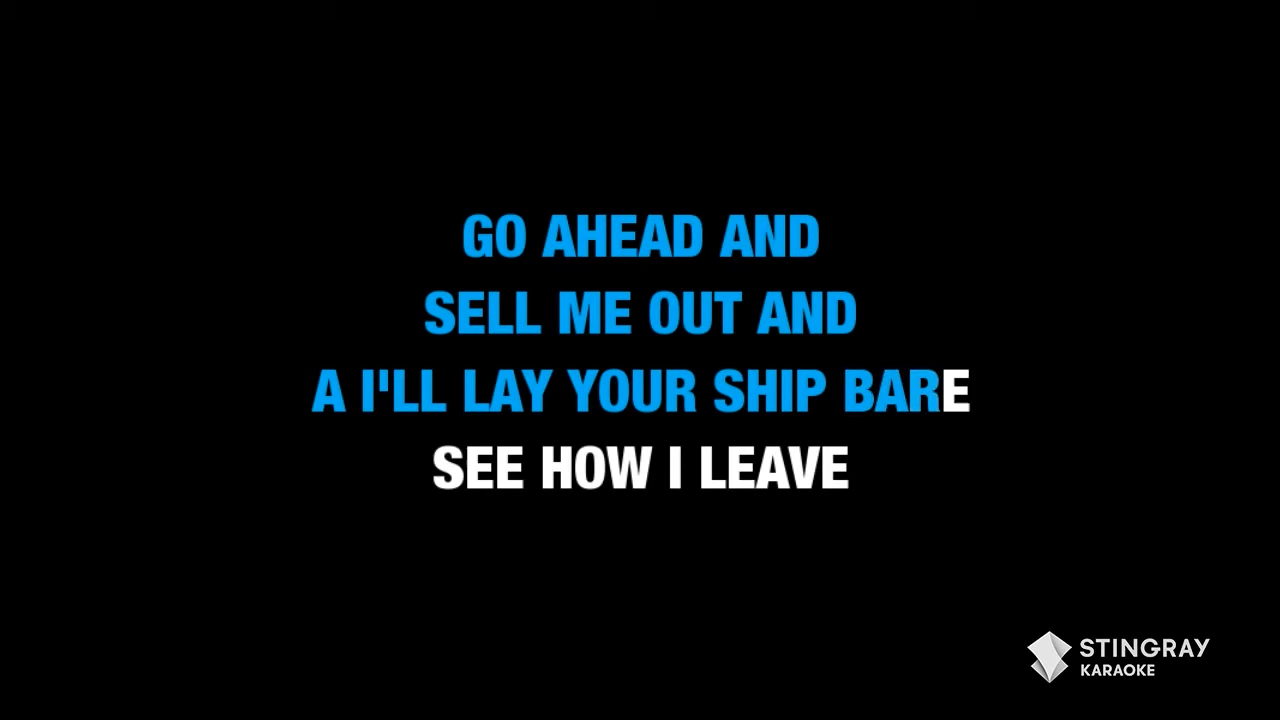 GO AHEAD AND
SELL ME OUT AND
A I'LL LAY YOUR SHIP BARE
SEE HOW I LEAVE
STINGRAY
KARAOKE